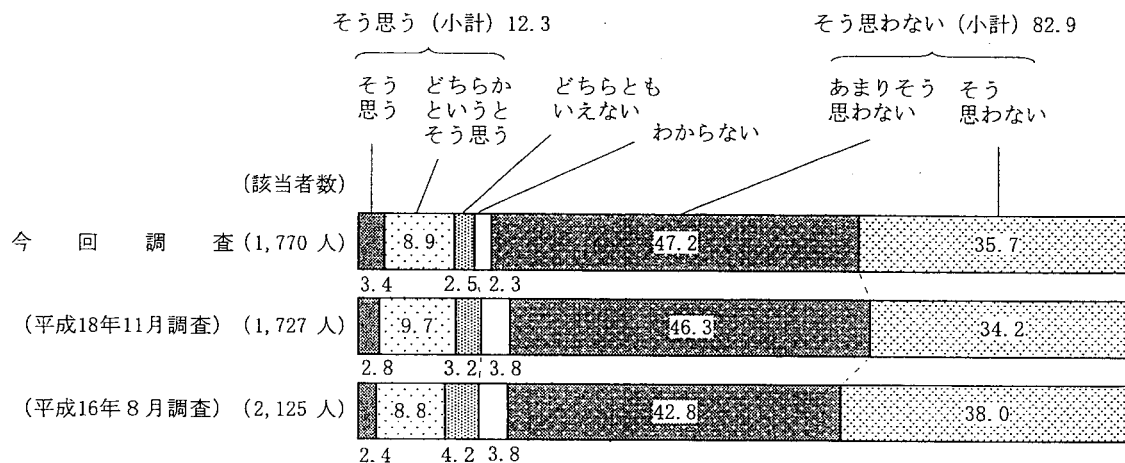 そう思う (小計) 12.3
そう思わない (小計) 82.9
そう
思う
どちらか
というと
そう思う
どちらとも
いえない
わからない
あまりそう
思わない
そう
思わない
(該当者数)
今回調査 (1,770 人)
8.9
47.2
35.7
3.4
2.5
2.3
(平成18年11月調査) (1,727 人)
9.7
46.3
34.2
2.8
3.2
3.8
(平成16年8月調査) (2,125 人)
8.8
42.8
38.0
2.4
4.2
3.8